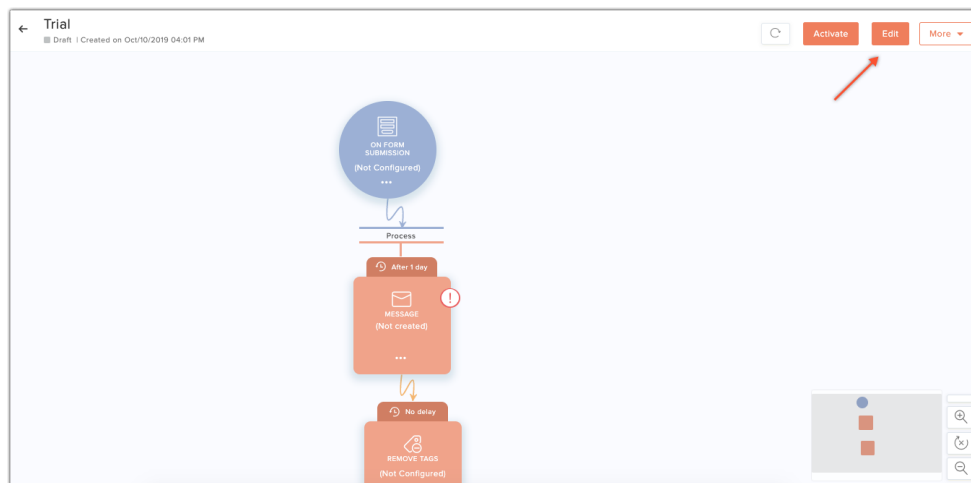 Trial
Draft | Created on Oct/10/2019 04:01 PM
Activate
Edit
More
ON FORM
SUBMISSION
(Not Configured)
...
Process
After 1 day
!
MESSAGE
(Not created)
...
No delay
REMOVE TAGS
(Not Configured)